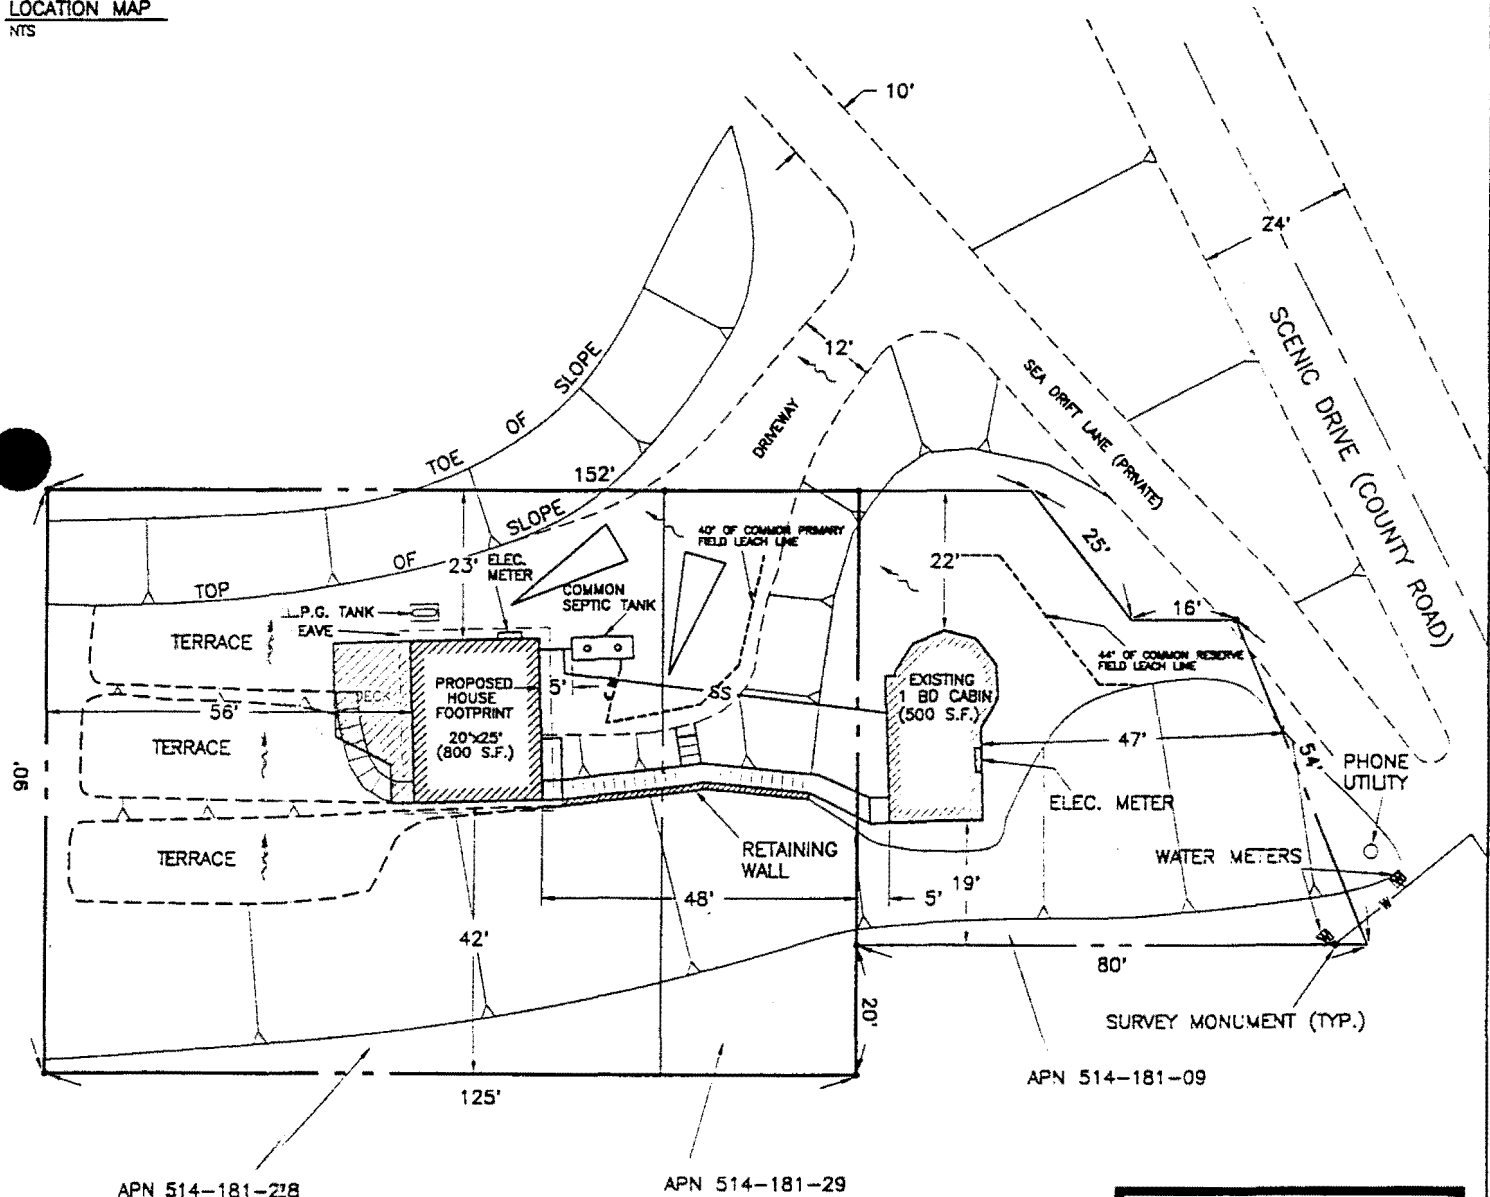 LOCATION MAP
NTS
10'
24'
SCENIC DRIVE (COUNTY ROAD)
SEA DRIFT LANE (PRIVATE)
12'
DRIVEWAY
TOE OF SLOPE
152'
TOP OF SLOPE
23'
ELEC.
METER
40' OF COMMON PRIMARY
FIELD LEACH LINE
COMMON
SEPTIC TANK
L.P.G. TANK
EAVE
TERRACE
22'
25'
16'
44' OF COMMON RESERVE
FIELD LEACH LINE
DECK
PROPOSED
HOUSE
FOOTPRINT
20'x25'
(800 S.F.)
5'
SS
EXISTING
1 BD CABIN
(500 S.F.)
56'
TERRACE
47'
54'
PHONE
UTILITY
90'
ELEC. METER
TERRACE
RETAINING
WALL
WATER METERS
48'
5'
19'
W
42'
80'
20'
SURVEY MONUMENT (TYP.)
125'
APN 514-181-09
APN 514-181-28
APN 514-181-29